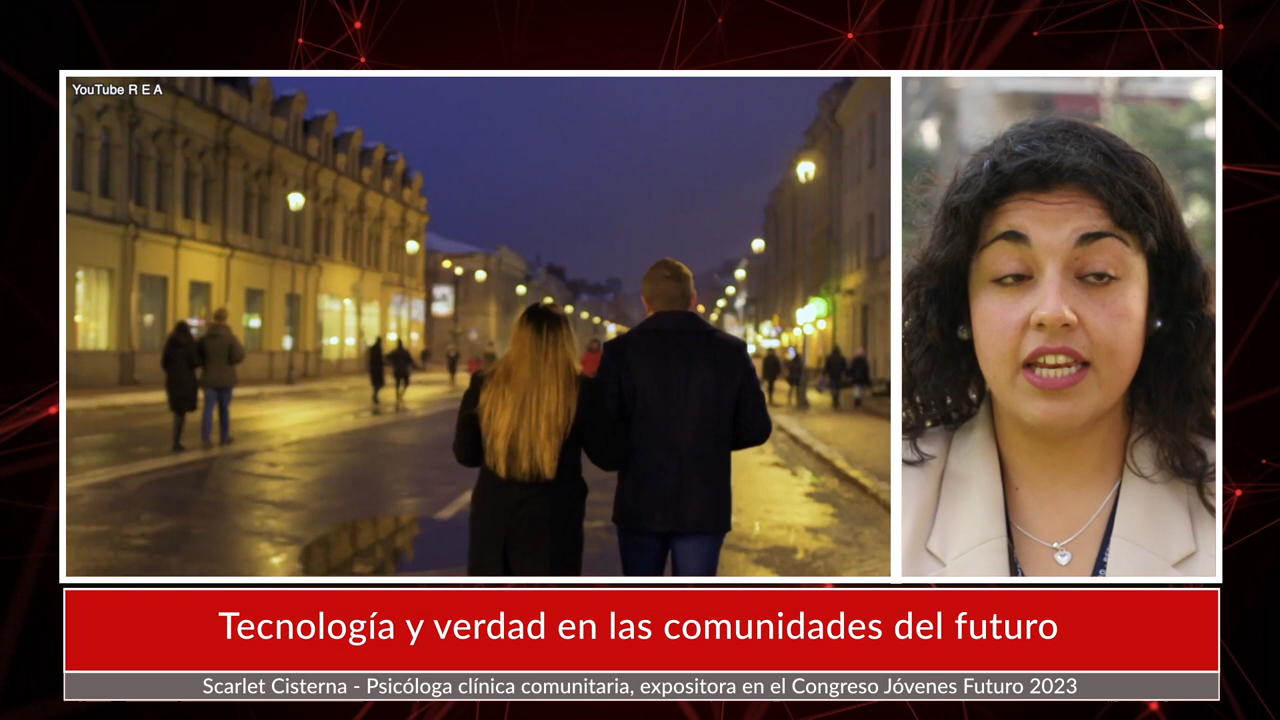 YouTube R E A
Tecnología y verdad en las comunidades del futuro
Scarlet Cisterna - Psicóloga clínica comunitaria, expositora en el Congreso Jóvenes Futuro 2023